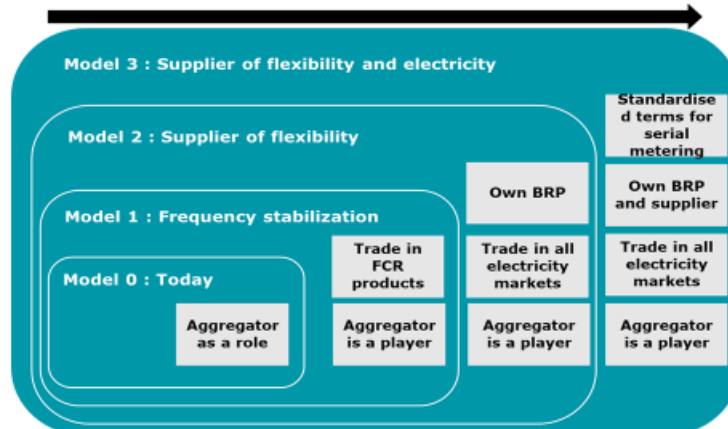 Model 3 : Supplier of flexibility and electricity
Standardise
d terms for
serial
metering
Model 2 : Supplier of flexibility
Own BRP
Own BRP
and supplier
Model 1 : Frequency stabilization
Trade in
FCR
products
Trade in all
electricity
markets
Trade in all
electricity
markets
Model 0 : Today
Aggregator
as a role
Aggregator
is a player
Aggregator
is a player
Aggregator
is a player